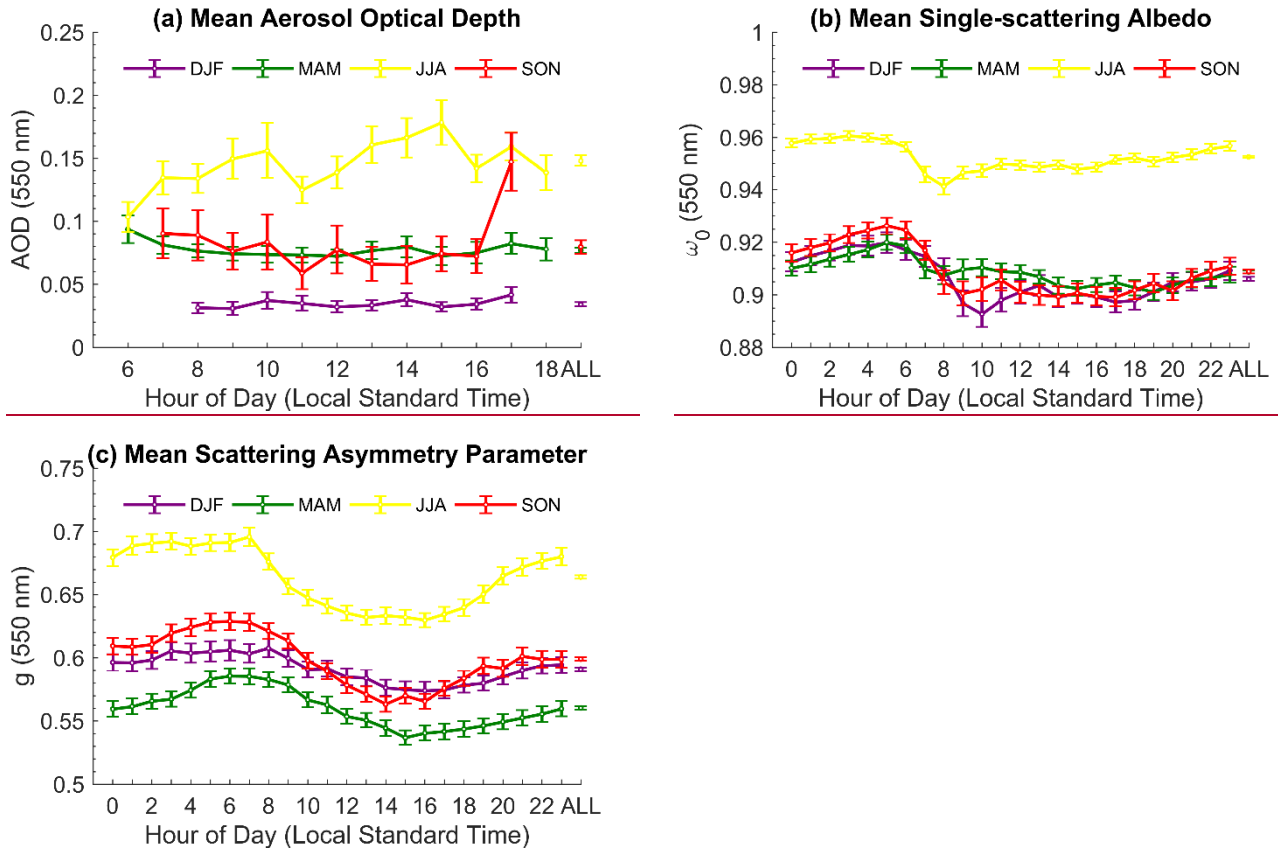 (a) Mean Aerosol Optical Depth
0.25
DJF MAM JJA SON
0.2
0.15
0.1
0.05
0
AOD (550 nm)
6 8 10 12 14 16 18 ALL
Hour of Day (Local Standard Time)
(b) Mean Single-scattering Albedo
1
DJF MAM JJA SON
0.98
0.96
0.94
0.92
0.9
0.88
ω0 (550 nm)
0 2 4 6 8 10 12 14 16 18 20 22 ALL
Hour of Day (Local Standard Time)
(c) Mean Scattering Asymmetry Parameter
0.75
DJF MAM JJA SON
0.7
0.65
0.6
0.55
0.5
g (550 nm)
0 2 4 6 8 10 12 14 16 18 20 22 ALL
Hour of Day (Local Standard Time)